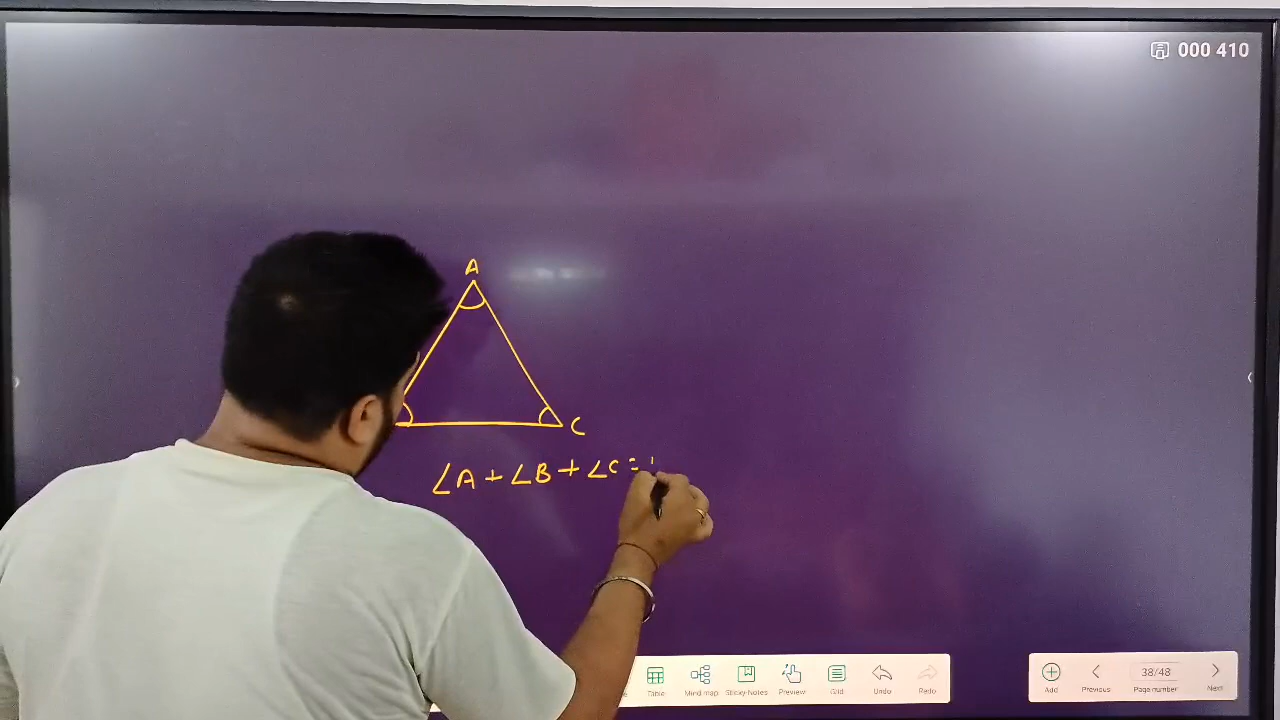 000 410
A
C
∠A + ∠B + ∠C =
Table Mind map Sticky-Notes Preview Grid Undo Redo
Add Previous 38/48 Page number Next